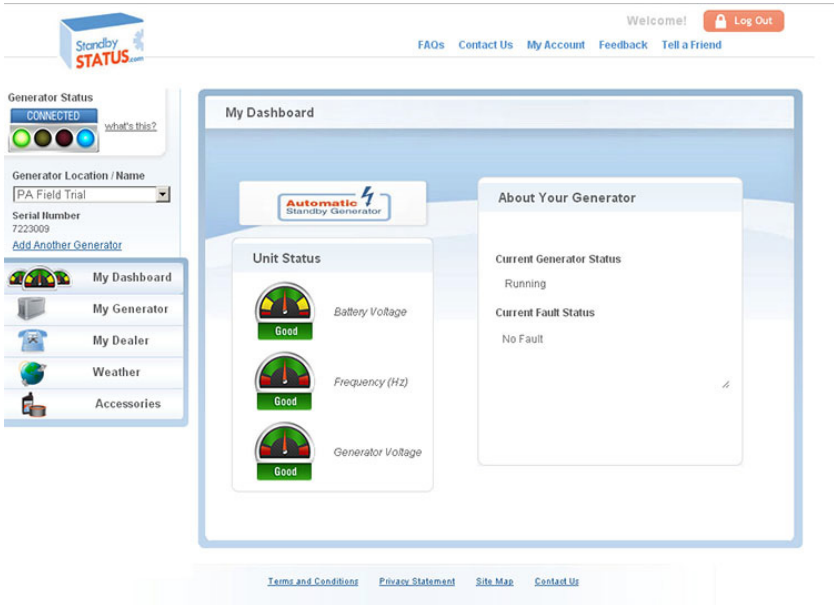 Standby
STATUS.com
Welcome!
Log Out
FAQs Contact Us My Account Feedback Tell a Friend
Generator Status
CONNECTED
what's this?
Generator Location / Name
PA Field Trial
Serial Number
7223009
Add Another Generator
My Dashboard
My Generator
My Dealer
Weather
Accessories
My Dashboard
Automatic
Standby Generator
Unit Status
Good
Battery Voltage
Good
Frequency (Hz)
Good
Generator Voltage
About Your Generator
Current Generator Status
Running
Current Fault Status
No Fault
Terms and Conditions Privacy Statement Site Map Contact Us